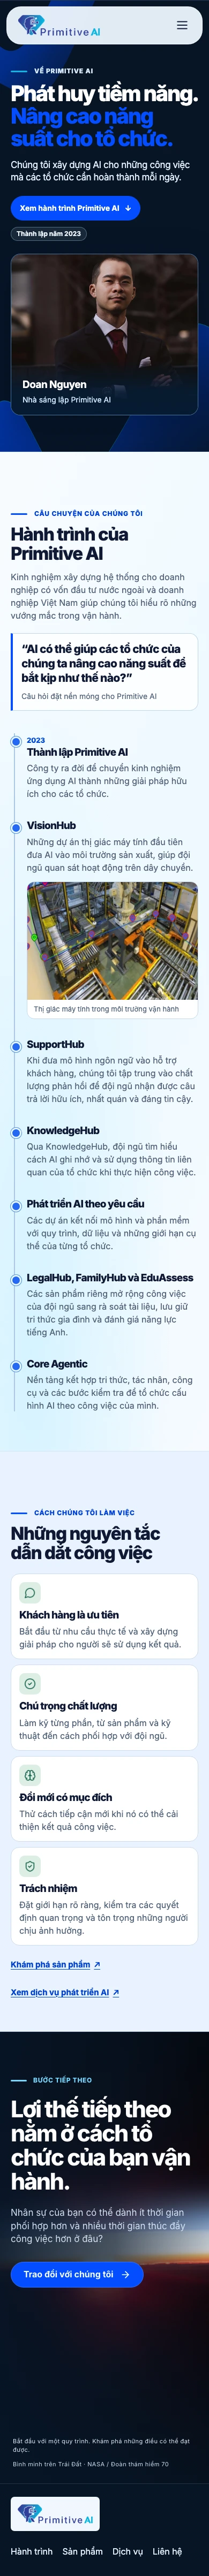 Primitive AI
VỀ PRIMITIVE AI
Phát huy tiềm năng.
Nâng cao năng
suất cho tổ chức.
Chúng tôi xây dựng AI cho những công việc
mà các tổ chức cần hoàn thành mỗi ngày.
Xem hành trình Primitive AI ↓
Thành lập năm 2023
Doan Nguyen
Nhà sáng lập Primitive AI
CÂU CHUYỆN CỦA CHÚNG TÔI
Hành trình của
Primitive AI
Kinh nghiệm xây dựng hệ thống cho doanh
nghiệp có vốn đầu tư nước ngoài và doanh
nghiệp Việt Nam giúp chúng tôi hiểu rõ những
vướng mắc trong vận hành.
“AI có thể giúp các tổ chức của
chúng ta nâng cao năng suất để
bắt kịp như thế nào?”
Câu hỏi đặt nền móng cho Primitive AI
2023
Thành lập Primitive AI
Công ty ra đời để chuyển kinh nghiệm
ứng dụng AI thành những giải pháp hữu
ích cho các tổ chức.
VisionHub
Những dự án thị giác máy tính đầu tiên
đưa AI vào môi trường sản xuất, giúp đội
ngũ quan sát hoạt động trên dây chuyền.
Thị giác máy tính trong môi trường vận hành
SupportHub
Khi đưa mô hình ngôn ngữ vào hỗ trợ
khách hàng, chúng tôi tập trung vào chất
lượng phản hồi để đội ngũ nhận được câu
trả lời hữu ích, nhất quán và đáng tin cậy.
KnowledgeHub
Qua KnowledgeHub, đội ngũ tìm hiểu
cách AI ghi nhớ và sử dụng thông tin liên
quan của tổ chức khi thực hiện công việc.
Phát triển AI theo yêu cầu
Các dự án kết nối mô hình và phần mềm
với quy trình, dữ liệu và những giới hạn cụ
thể của từng tổ chức.
LegalHub, FamilyHub và EduAssess
Các sản phẩm riêng mở rộng công việc
của đội ngũ sang rà soát tài liệu, lưu giữ
tri thức gia đình và đánh giá năng lực
tiếng Anh.
Core Agentic
Nền tảng kết hợp tri thức, tác nhân, công
cụ và các bước kiểm tra để tổ chức cấu
hình AI theo công việc của mình.
CÁCH CHÚNG TÔI LÀM VIỆC
Những nguyên tắc
dẫn dắt công việc
Khách hàng là ưu tiên
Bắt đầu từ nhu cầu thực tế và xây dựng
giải pháp cho người sẽ sử dụng kết quả.
Chú trọng chất lượng
Làm kỹ từng phần, từ sản phẩm và kỹ
thuật đến cách phối hợp với đội ngũ.
Đổi mới có mục đích
Thử cách tiếp cận mới khi nó có thể cải
thiện kết quả công việc.
Trách nhiệm
Đặt giới hạn rõ ràng, kiểm tra các quyết
định quan trọng và tôn trọng những người
chịu ảnh hưởng.
Khám phá sản phẩm ↗
Xem dịch vụ phát triển AI ↗
BƯỚC TIẾP THEO
Lợi thế tiếp theo
nằm ở cách tổ
chức của bạn vận
hành.
Nhân sự của bạn có thể dành ít thời gian
phối hợp hơn và nhiều thời gian thúc đẩy
công việc hơn ở đâu?
Trao đổi với chúng tôi →
Bắt đầu với một quy trình. Khám phá những điều có thể đạt
được.
Bình minh trên Trái Đất · NASA / Đoàn thám hiểm 70
Primitive AI
Hành trình Sản phẩm Dịch vụ Liên hệ